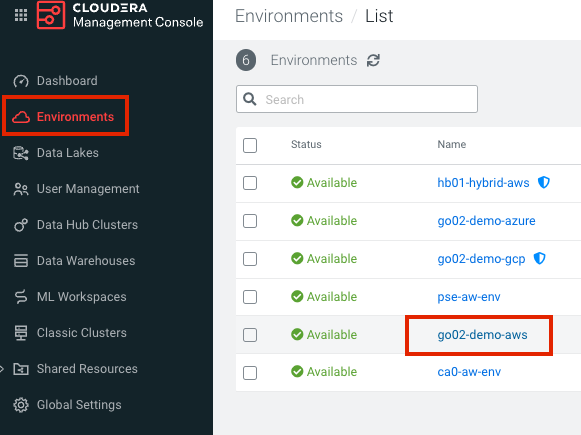 CLOUDERA
Management Console
Dashboard
Environments
Data Lakes
User Management
Data Hub Clusters
Data Warehouses
ML Workspaces
Classic Clusters
Shared Resources
Global Settings
Environments / List
6 Environments
Search
Status Name
Available hb01-hybrid-aws
Available go02-demo-azure
Available go02-demo-gcp
Available pse-aw-env
Available go02-demo-aws
Available ca0-aw-env